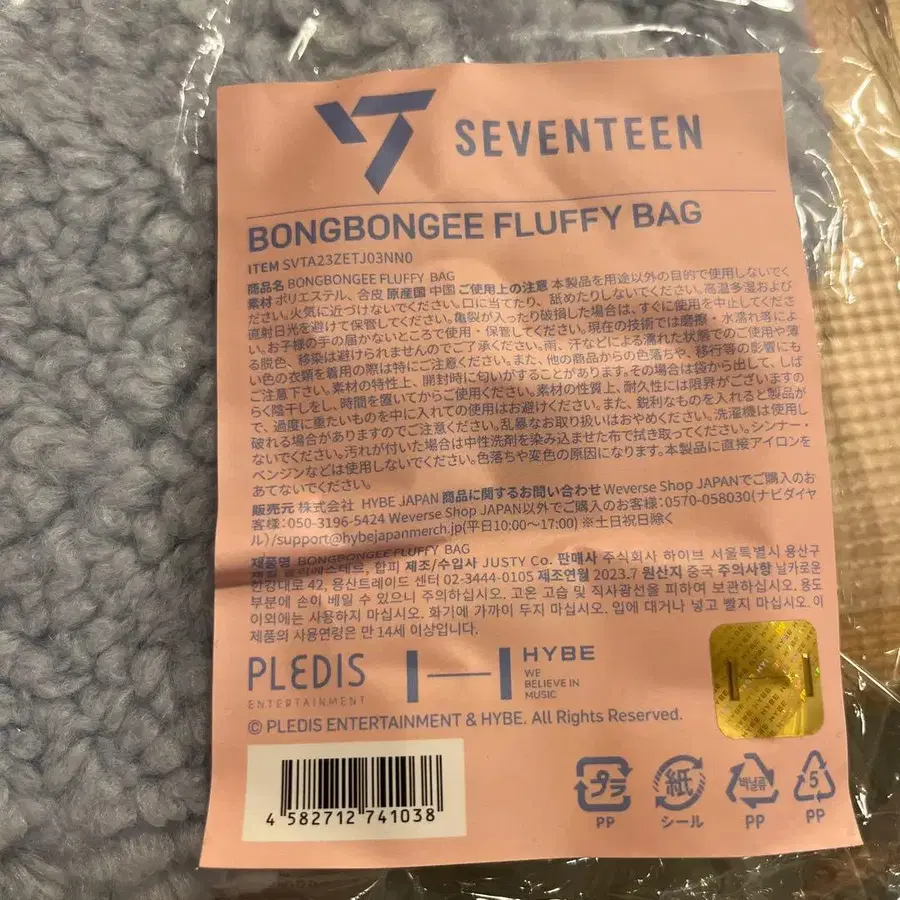 SEVENTEEN
BONGBONGEE FLUFFY BAG
ITEM SVTA23ZETJ03NN0
商品名 BONGBONGEE FLUFFY BAG
素材 ポリエステル、合皮 原産国 中国 ご使用上の注意 本製品を用途以外の目的で使用しないでく
ださい。火気に近づけないでください。口に当てたり、舐めたりしないでください。高温多湿および
直射日光を避けて保管してください。亀裂が入ったり破損した場合は、すぐに使用を中止してくださ
い。お子様の手の届かないところで使用・保管してください。現在の技術では磨擦・水濡れ等によ
る脱色、移染は避けられませんのでご了承ください。雨、汗などによる濡れた状態でのご使用や薄
い色の衣類を着用の際は特にご注意ください。また、他の商品からの色落ちや、移行等の影響にも
ご注意下さい。素材の特性上、開封時に匂いがすることがあります。その場合は袋から出して、しば
らく陰干しをし、時間を置いてからご使用ください。素材の性質上、耐久性には限界がございますの
で、過度に重たいものを中に入れての使用はお避けください。また、鋭利なものを入れると製品が
破れる場合がありますのでご注意ください。乱暴なお取り扱いはおやめください。洗濯機は使用し
ないでください。汚れが付いた場合は中性洗剤を染み込ませた布で拭き取ってください。シンナー・
ベンジンなどは使用しないでください。色落ちや変色の原因になります。本製品に直接アイロンを
あてないでください。
販売元 株式会社 HYBE JAPAN 商品に関するお問い合わせ Weverse Shop JAPANでご購入のお
客様：050-3196-5424 Weverse Shop JAPAN以外でご購入のお客様：0570-058030(ナビダイヤ
ル)/support@hybejapanmerch.jp(平日10:00~17:00) ※土日祝日除く
제품명 BONGBONGEE FLUFFY BAG
재질 폴리에스테르, 합피 제조/수입사 JUSTY Co. 판매사 주식회사 하이브 서울특별시 용산구
한강대로 42, 용산트레이드 센터 02-3444-0105 제조연월 2023.7 원산지 중국 주의사항 날카로운
부분에 손이 베일 수 있으니 주의하십시오. 고온 고습 및 직사광선을 피하여 보관하십시오. 용도
이외에는 사용하지 마십시오. 화기에 가까이 두지 마십시오. 입에 대거나 넣고 빨지 마십시오. 이
제품의 사용연령은 만 14세 이상입니다.
PLEDIS
ENTERTAINMENT
HYBE
WE
BELIEVE IN
MUSIC
© PLEDIS ENTERTAINMENT & HYBE. All Rights Reserved.
4 582712 741038
プラ
PP
紙
シール
비닐류
PP
5
PP